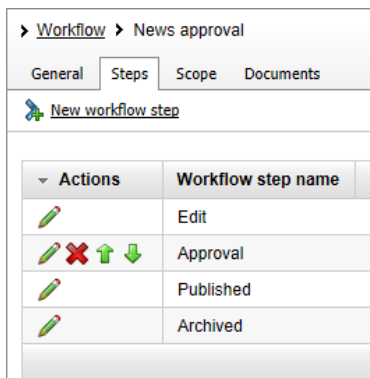 Workflow > News approval
General Steps Scope Documents
New workflow step
Actions Workflow step name
Edit
Approval
Published
Archived